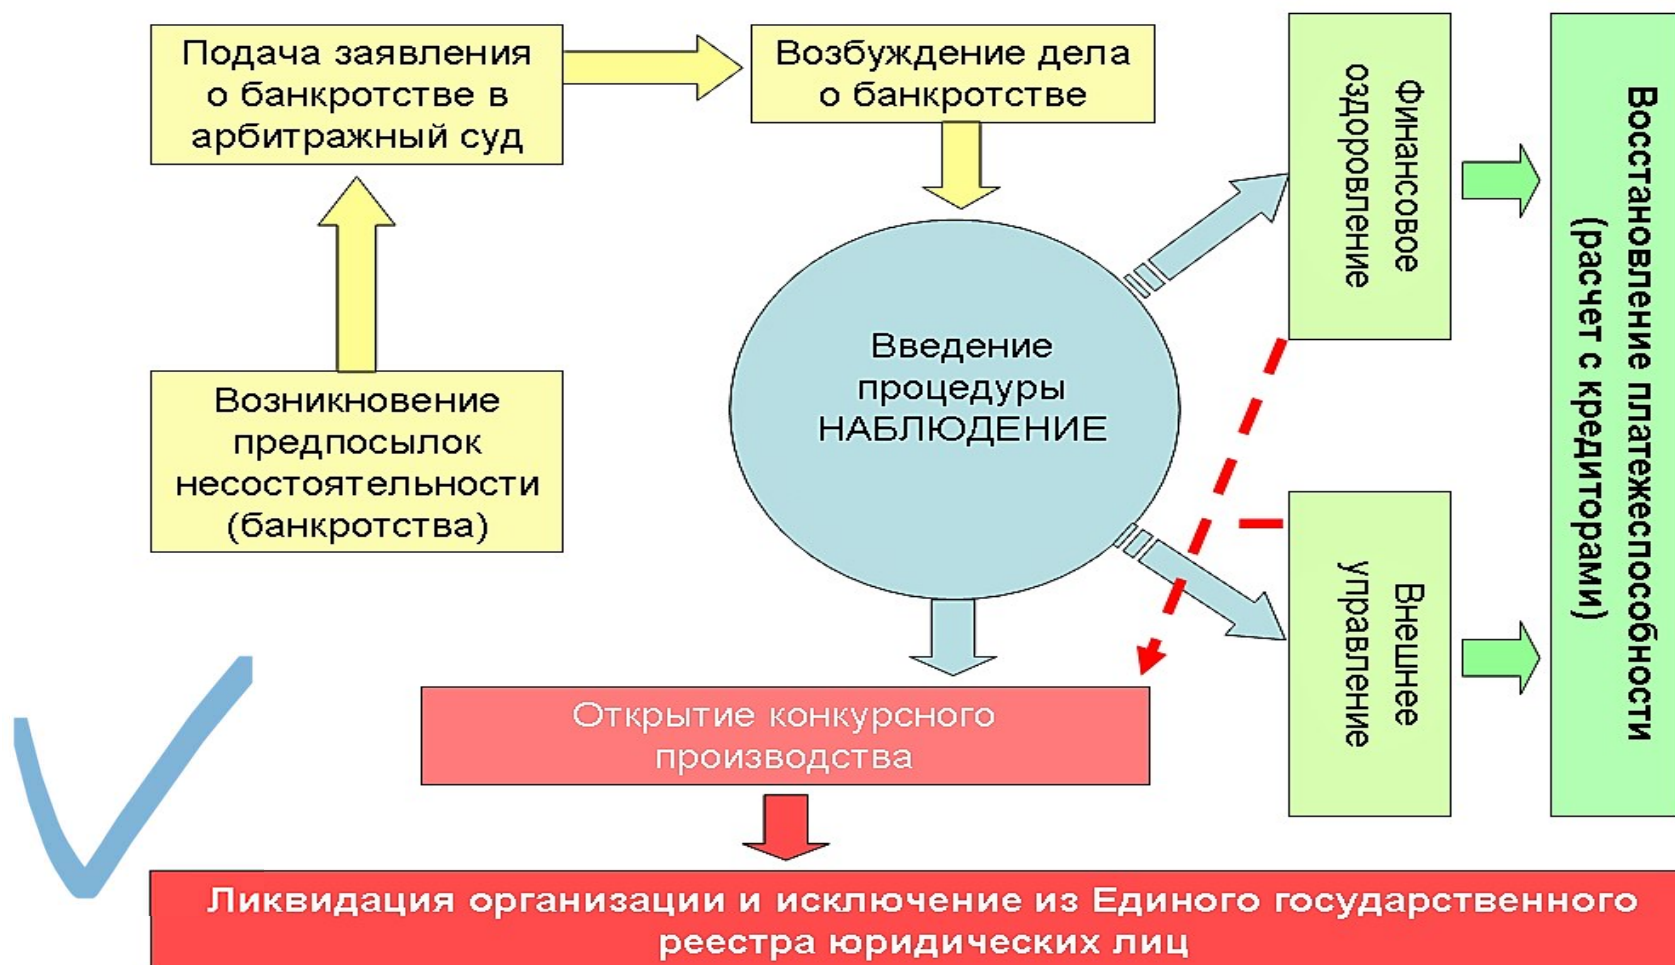 Подача заявления
о банкротстве в
арбитражный суд
Возбуждение дела
о банкротстве
Возникновение
предпосылок
несостоятельности
(банкротства)
Введение
процедуры
НАБЛЮДЕНИЕ
Финансовое
оздоровление
Внешнее
управление
Восстановление платежеспособности
(расчет с кредиторами)
Открытие конкурсного
производства
Ликвидация организации и исключение из Единого государственного
реестра юридических лиц